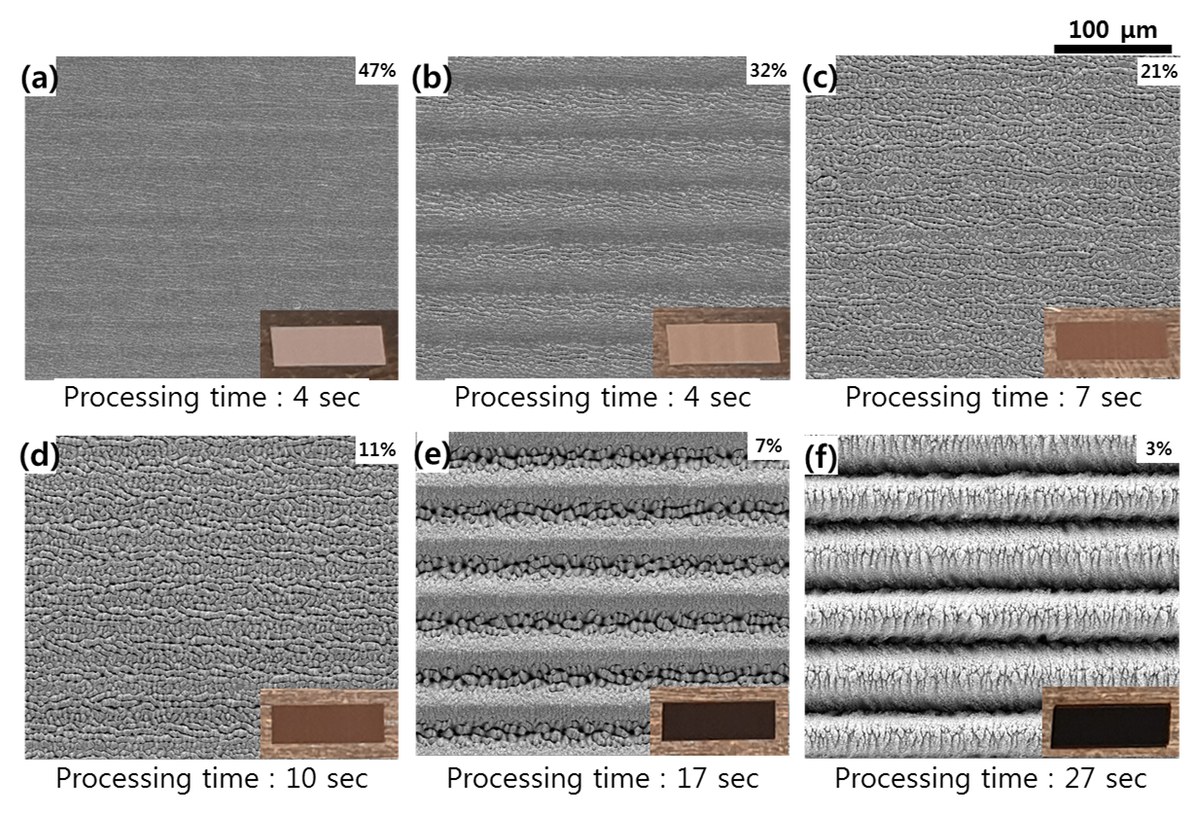 100 μm
(a)
47%
(b)
32%
(c)
21%
Processing time : 4 sec
Processing time : 4 sec
Processing time : 7 sec
(d)
11%
(e)
7%
(f)
3%
Processing time : 10 sec
Processing time : 17 sec
Processing time : 27 sec